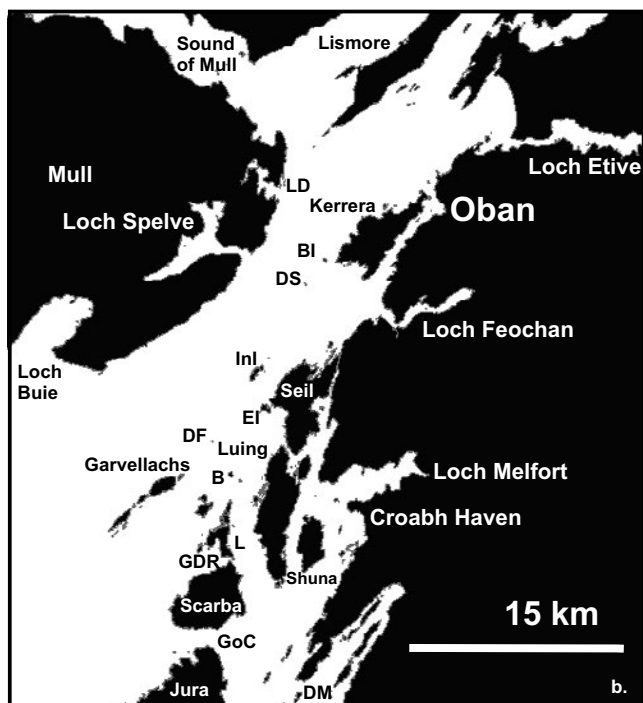 Sound
of Mull
Lismore
Loch Etive
Mull
LD
Kerrera
Oban
Loch Spelve
BI
DS
Loch Feochan
InI
Loch
Buie
Seil
EI
DF
Luing
Garvellachs
B
Loch Melfort
Croabh Haven
L
GDR
Shuna
Scarba
15 km
GoC
Jura
DM
b.